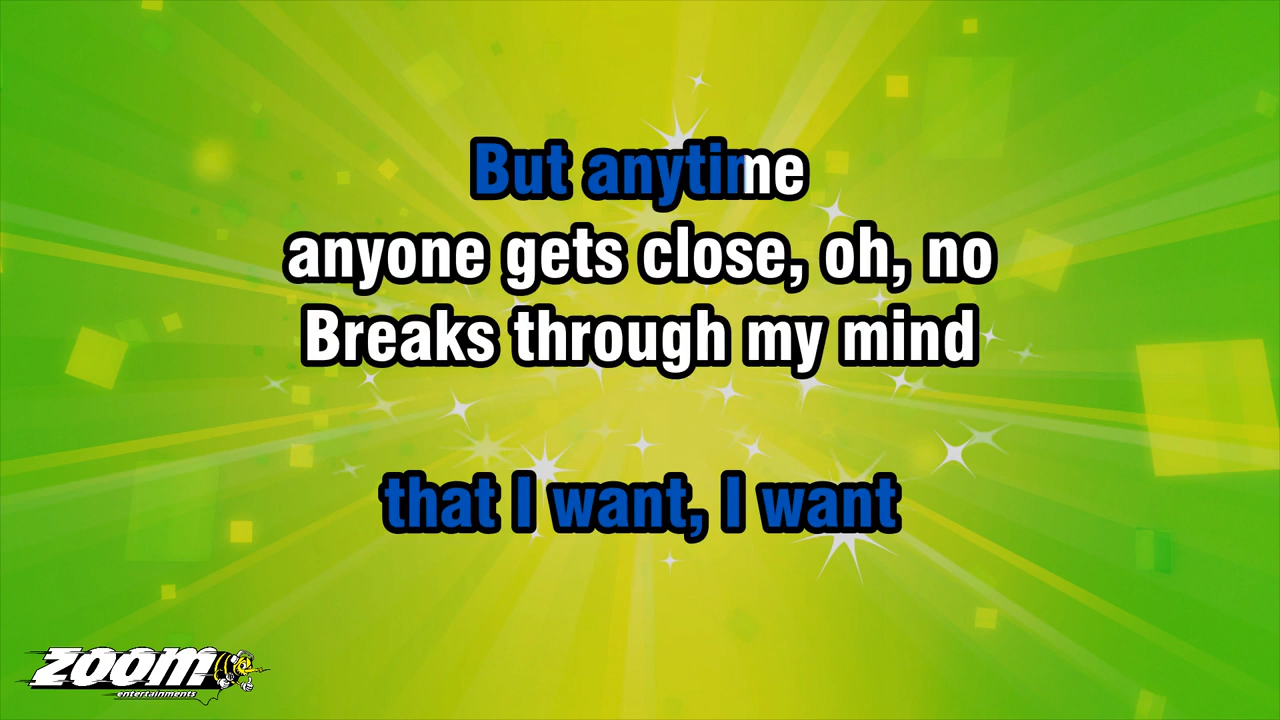 But anytime
anyone gets close, oh, no
Breaks through my mind
that I want, I want
ZOOM
entertainments